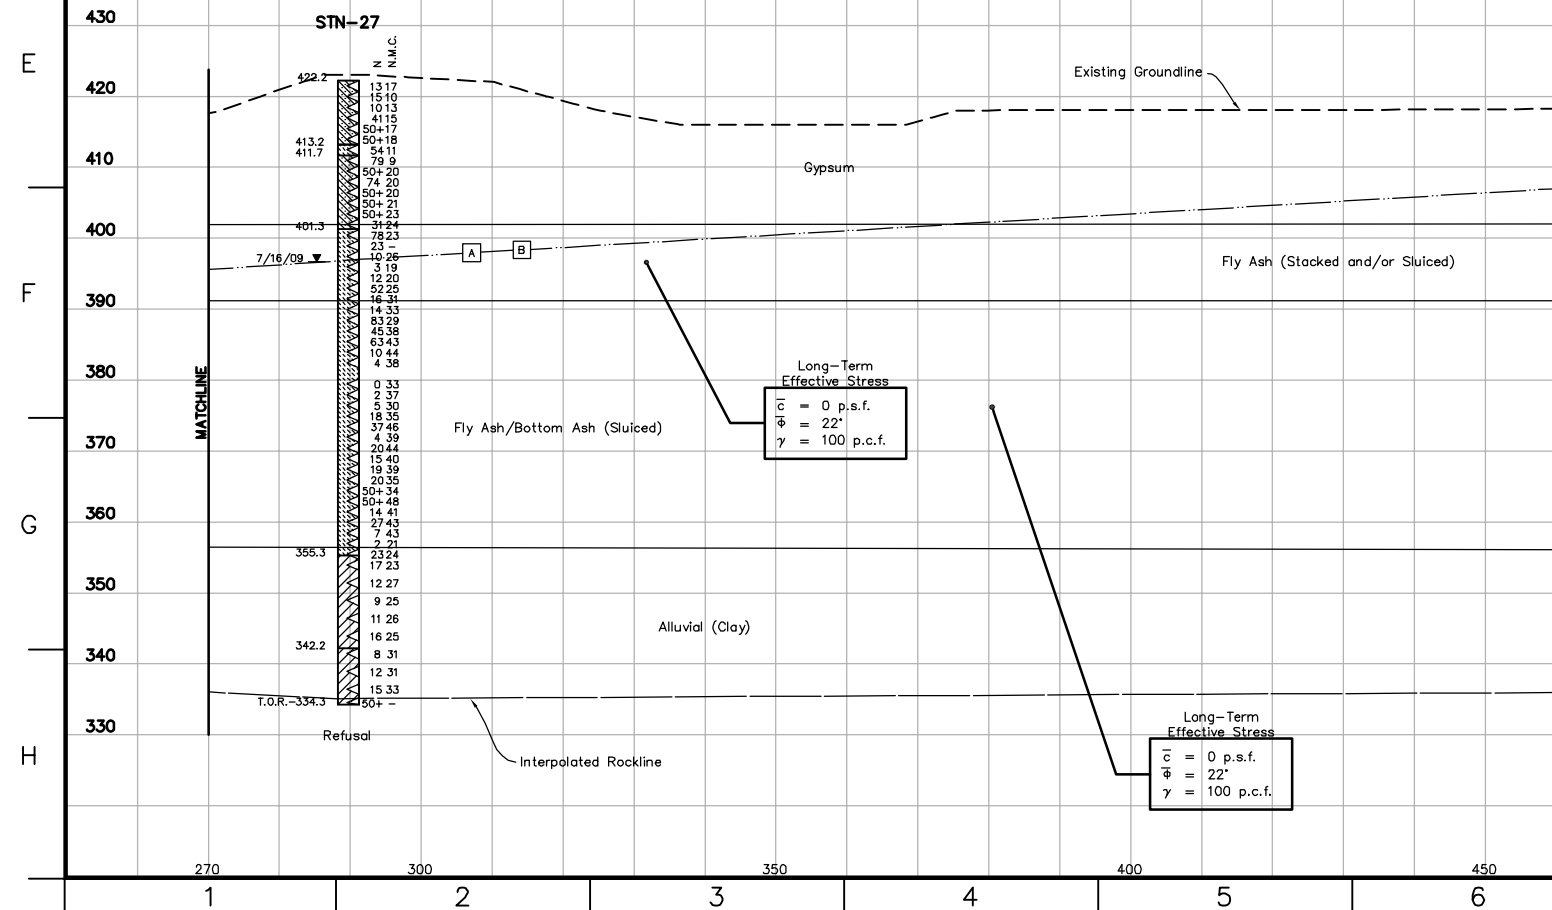 430
STN-27
N
N.M.C.
E
422.2
Existing Groundline
420
13 17
15 10
10 13
4 115
50+ 17
413.2
50+ 18
411.7
54 11
410
79 9
Gypsum
50+ 20
74 20
50+ 20
50+ 21
50+ 23
401.3
31 24
400
78 23
23 -
A
B
7/16/09
10 26
3 19
Fly Ash (Stacked and/or Sluiced)
12 20
F
52 25
390
16 31
14 33
83 29
45 38
63 43
10 44
4 38
380
MATCHLINE
Long-Term
Effective Stress
c = 0 p.s.f.
ϕ = 22°
γ = 100 p.c.f.
0 33
2 37
5 30
18 35
37 46
Fly Ash/Bottom Ash (Sluiced)
4 39
370
20 44
15 40
19 39
20 35
50+ 34
50+ 48
360
14 41
G
27 43
7 43
2 21
355.3
23 24
17 23
350
12 27
9 25
11 26
Alluvial (Clay)
16 25
342.2
340
8 31
12 31
15 33
T.O.R.-334.3
50+ -
330
Refusal
H
Interpolated Rockline
Long-Term
Effective Stress
c = 0 p.s.f.
ϕ = 22°
γ = 100 p.c.f.
270 300 350 400 450
1 2 3 4 5 6